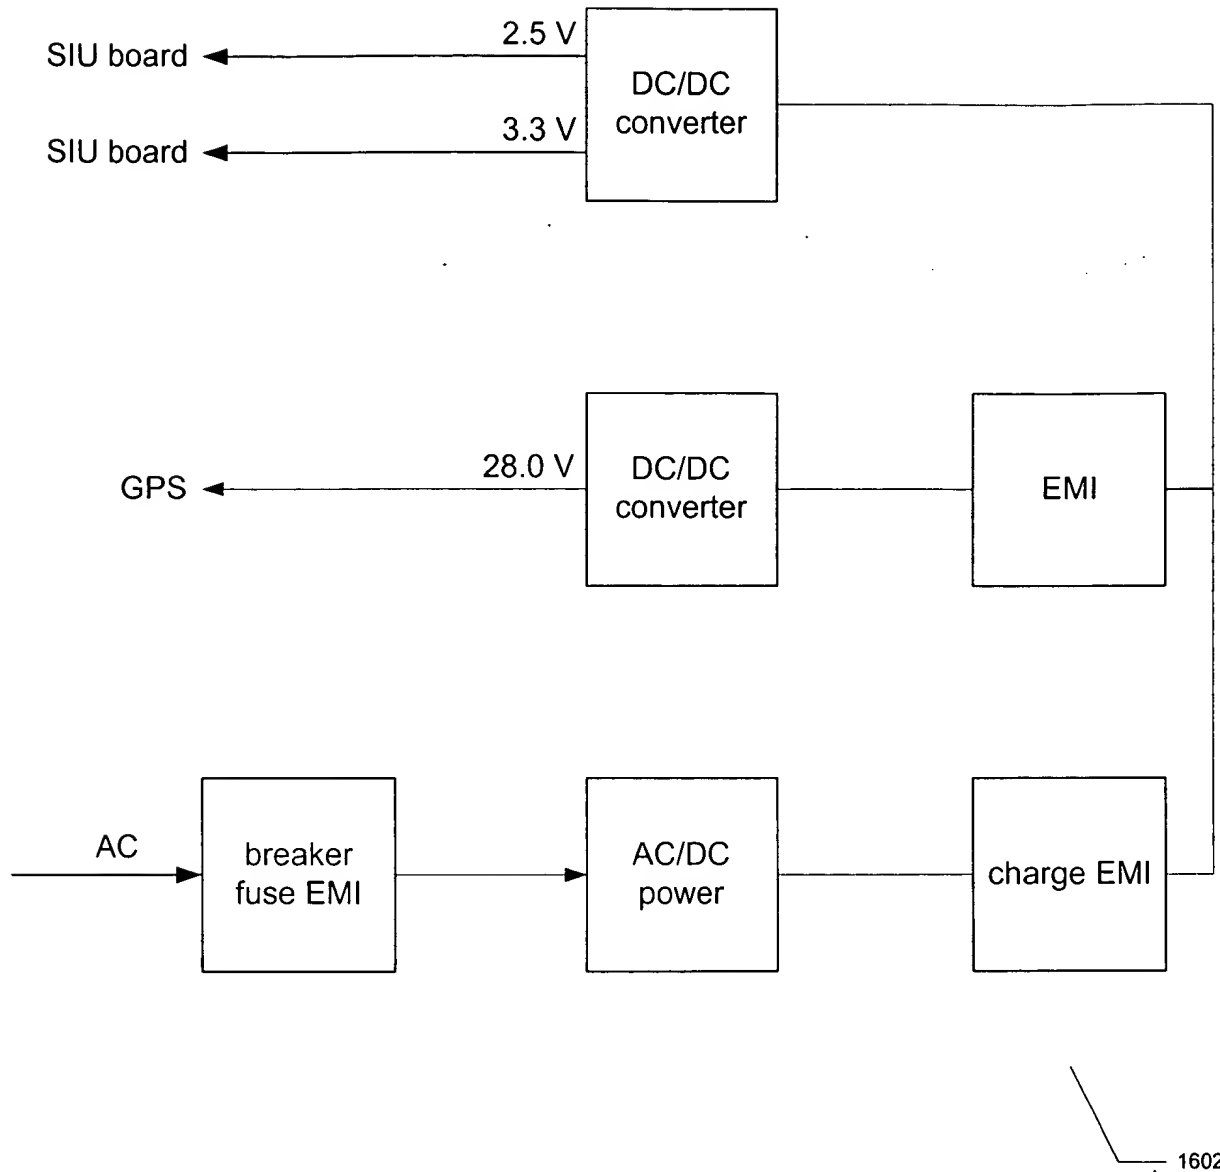 2.5 V
SIU board
DC/DC
converter
3.3 V
SIU board
28.0 V
GPS
DC/DC
converter
EMI
AC
breaker
fuse EMI
AC/DC
power
charge EMI
1602